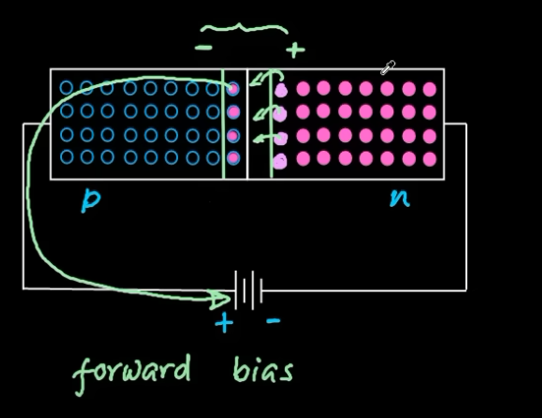 - +
p n
+ -
forward bias